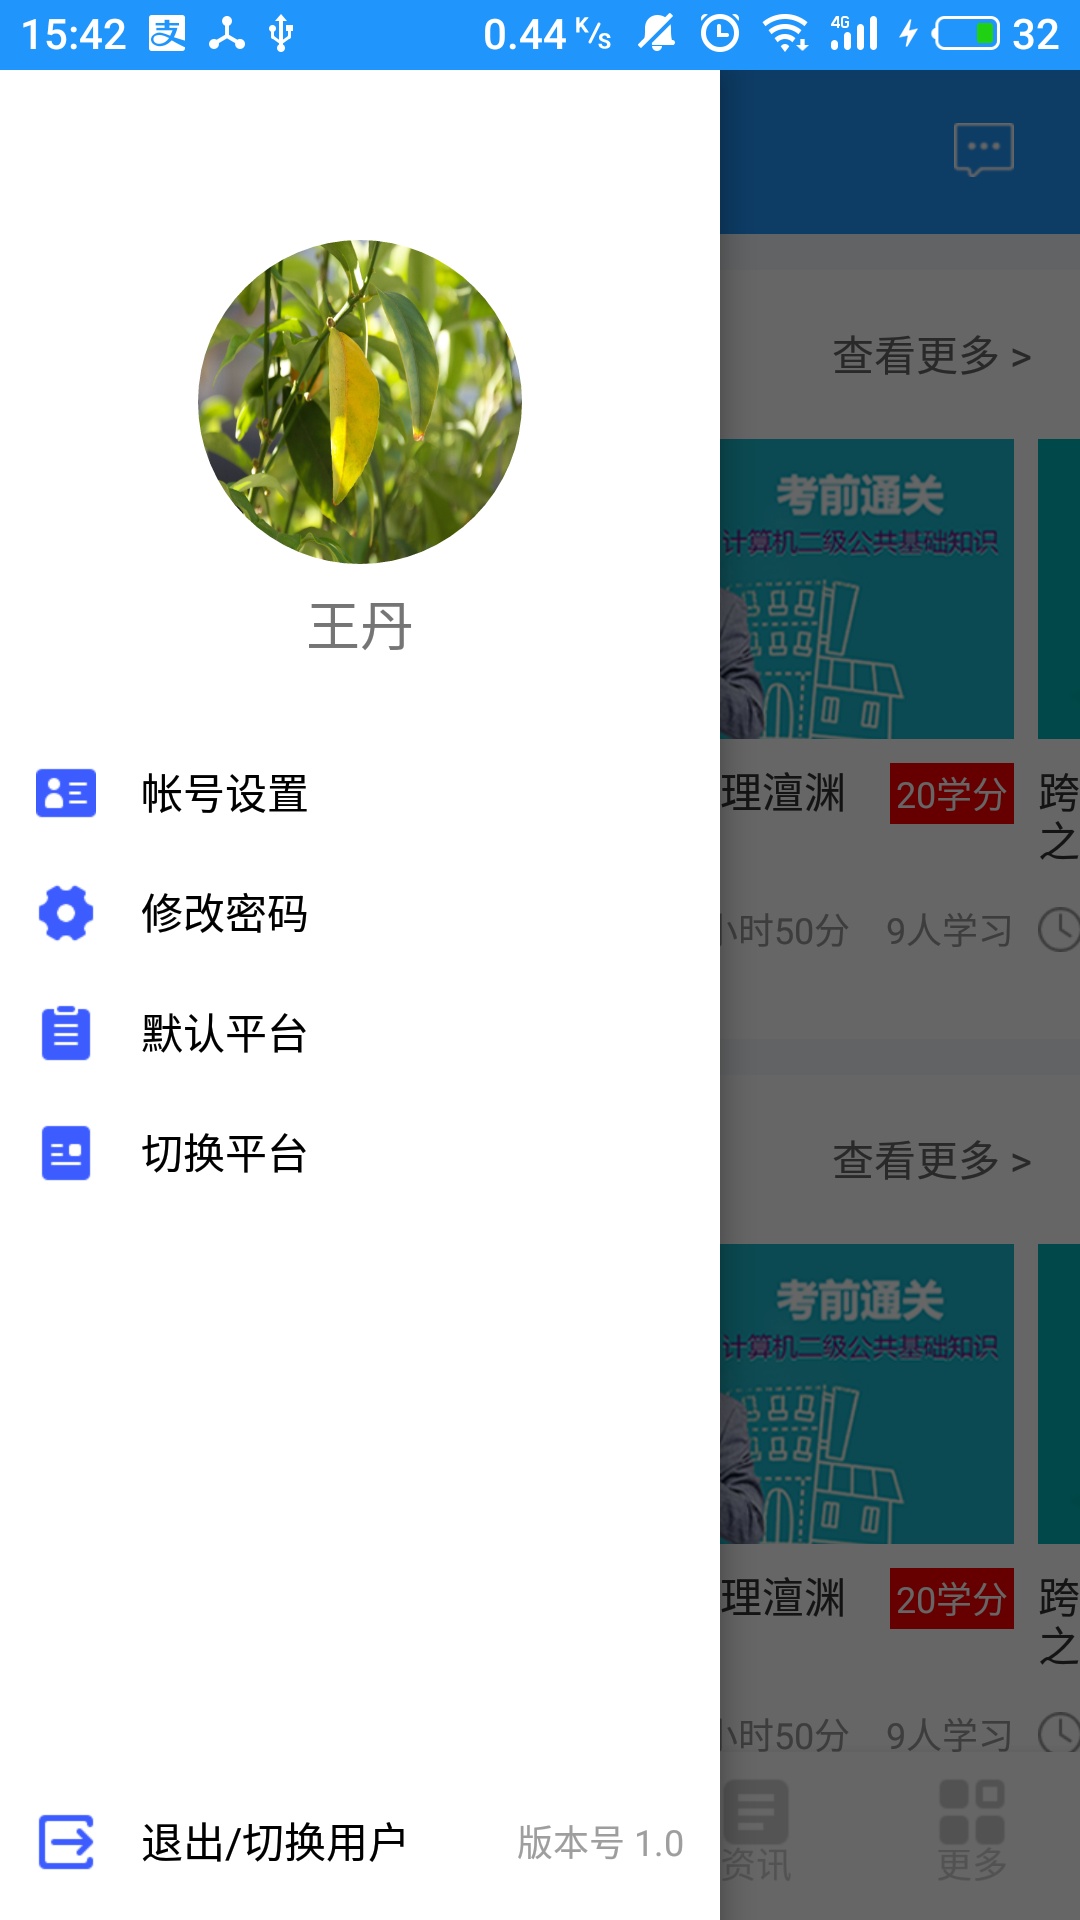 15:42 支 0.44 K/s 4G 32
王丹
帐号设置
修改密码
默认平台
切换平台
退出/切换用户 版本号 1.0
查看更多 >
考前通关
计算机二级公共基础知识
理澶渊 20学分 跨
之
小时50分 9人学习
查看更多 >
考前通关
计算机二级公共基础知识
理澶渊 20学分 跨
之
小时50分 9人学习
资讯 更多